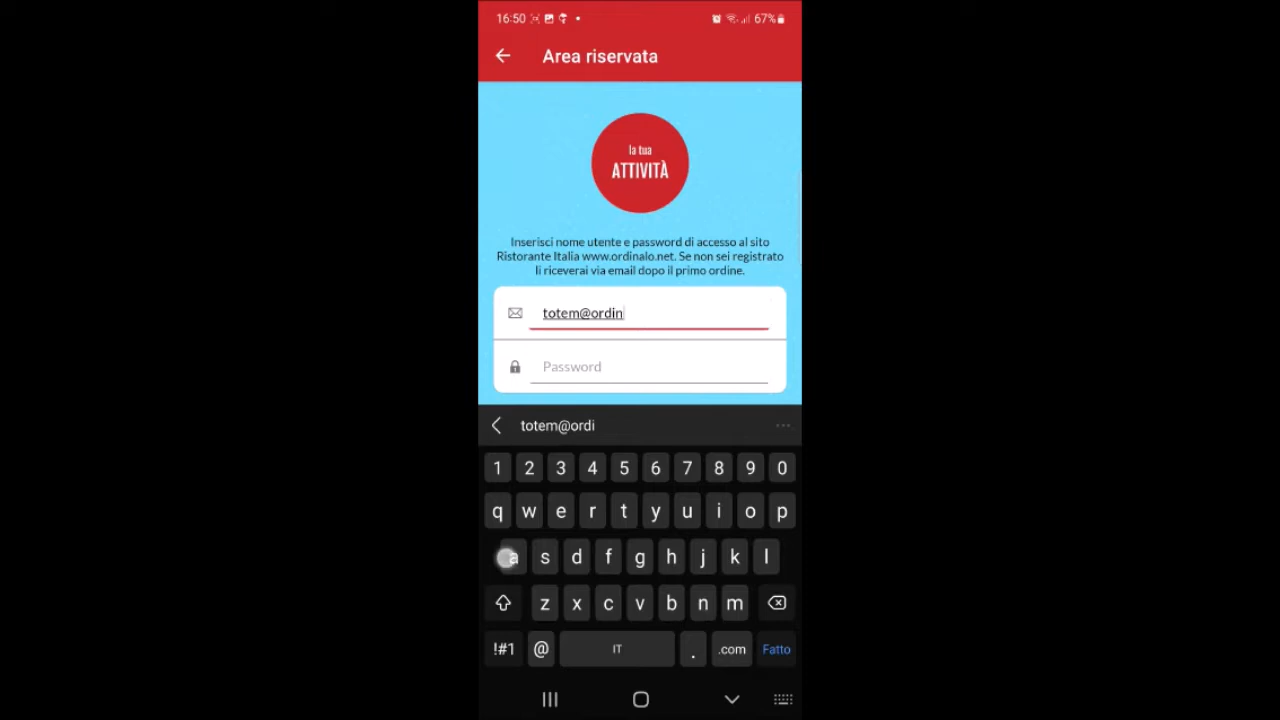 16:50 67%
Area riservata
la tua
ATTIVITÀ
Inserisci nome utente e password di accesso al sito
Ristorante Italia www.ordinalo.net. Se non sei registrato
li riceverai via email dopo il primo ordine.
totem@ordin
Password
totem@ordi
1 2 3 4 5 6 7 8 9 0
q w e r t y u i o p
a s d f g h j k l
z x c v b n m
!#1 @ IT . .com Fatto